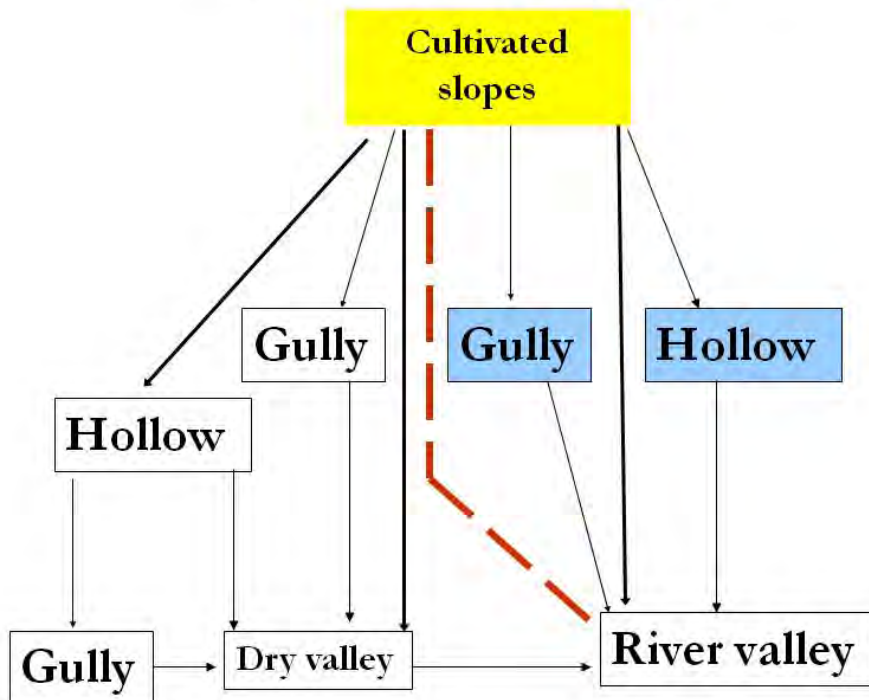 Cultivated
slopes
Gully
Gully
Hollow
Hollow
Gully
Dry valley
River valley